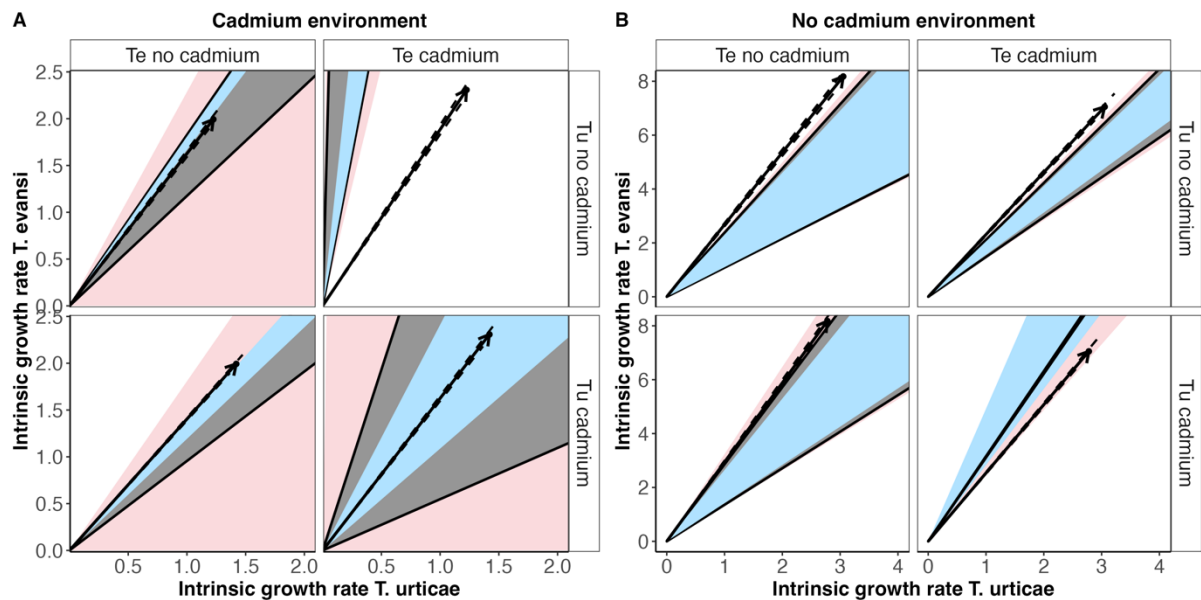 A Cadmium environment
Te no cadmium Te cadmium
2.5
2.0
1.5
1.0
0.5
0.0
Tu no cadmium
2.5
2.0
1.5
1.0
0.5
0.0
Tu cadmium
0.5 1.0 1.5 2.0 0.5 1.0 1.5 2.0
Intrinsic growth rate T. evansi
Intrinsic growth rate T. urticae
B No cadmium environment
Te no cadmium Te cadmium
8
6
4
2
0
Tu no cadmium
8
6
4
2
0
Tu cadmium
0 1 2 3 4 0 1 2 3 4
Intrinsic growth rate T. evansi
Intrinsic growth rate T. urticae